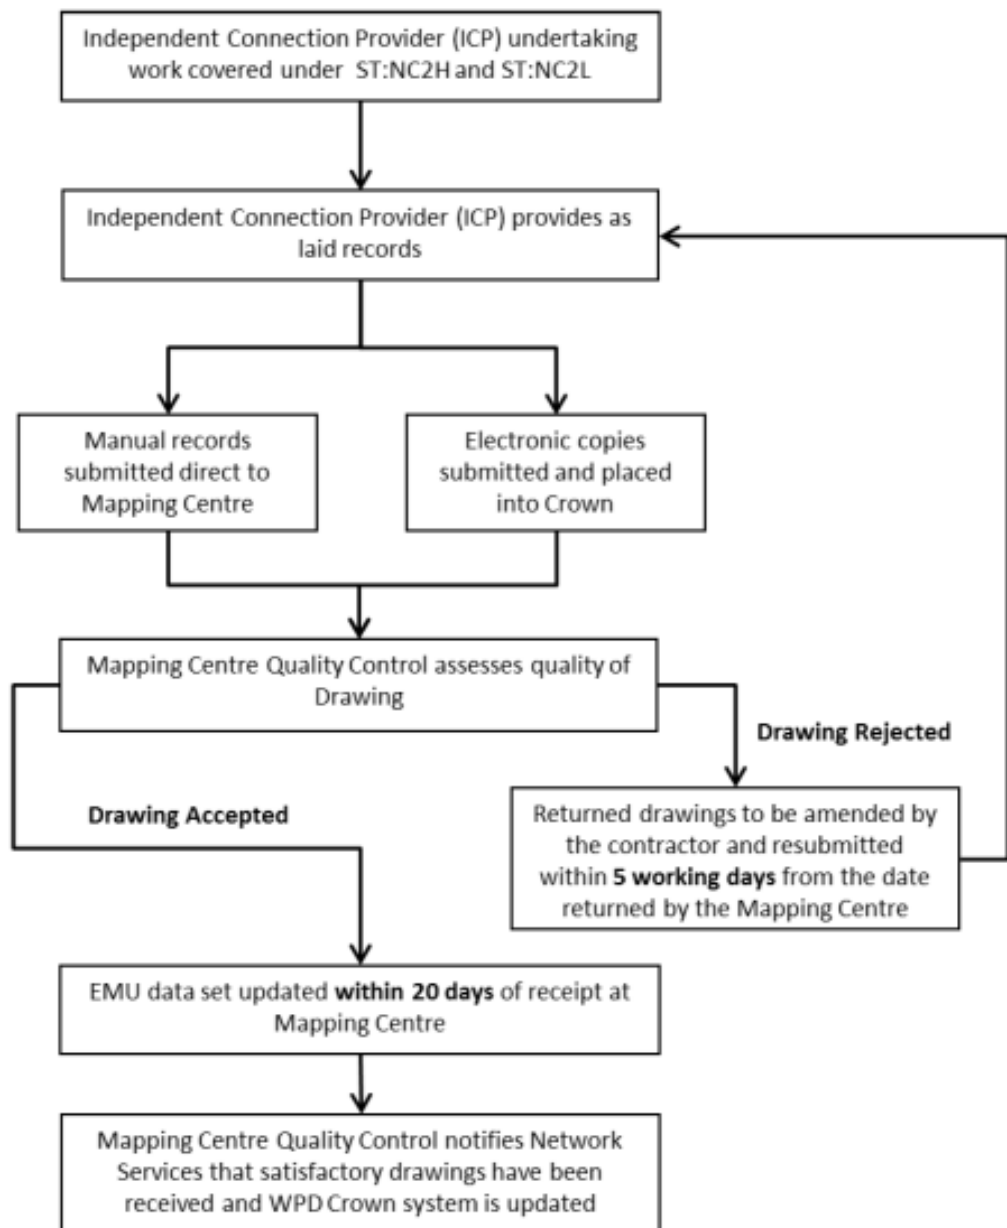 Independent Connection Provider (ICP) undertaking
work covered under ST:NC2H and ST:NC2L
Independent Connection Provider (ICP) provides as
laid records
Manual records
submitted direct to
Mapping Centre
Electronic copies
submitted and placed
into Crown
Mapping Centre Quality Control assesses quality of
Drawing
Drawing Rejected
Drawing Accepted
Returned drawings to be amended by
the contractor and resubmitted
within 5 working days from the date
returned by the Mapping Centre
EMU data set updated within 20 days of receipt at
Mapping Centre
Mapping Centre Quality Control notifies Network
Services that satisfactory drawings have been
received and WPD Crown system is updated